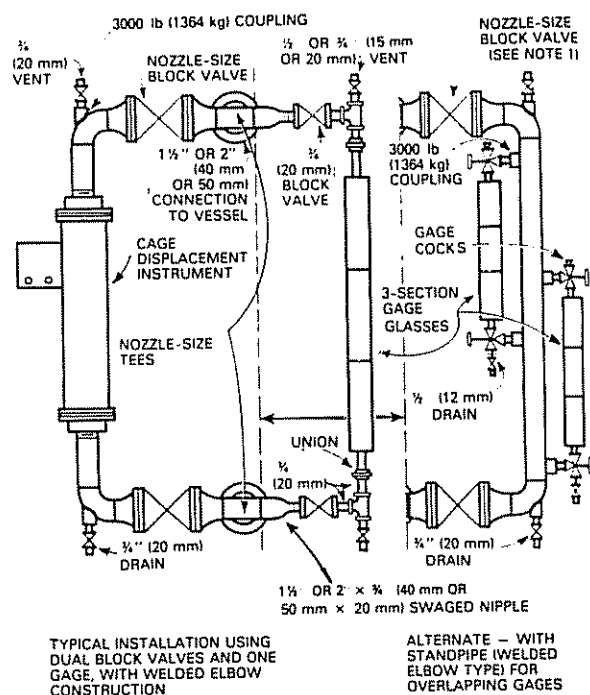 3000 lb (1364 kg) COUPLING
¾
(20 mm)
VENT
NOZZLE-SIZE
BLOCK VALVE
½ OR ¾ (15 mm
OR 20 mm)
VENT
NOZZLE-SIZE
BLOCK VALVE
(SEE NOTE 1)
1½" OR 2"
(40 mm
OR 50 mm)
CONNECTION
TO VESSEL
¾
(20 mm)
BLOCK
VALVE
3000 lb
(1364 kg)
COUPLING
CAGE
DISPLACEMENT
INSTRUMENT
GAGE
COCKS
3-SECTION
GAGE
GLASSES
NOZZLE-SIZE
TEES
½ (12 mm)
DRAIN
UNION
¾
(20 mm)
¾" (20 mm)
DRAIN
¾" (20 mm)
DRAIN
1½ OR 2 × ¾ (40 mm OR
50 mm × 20 mm) SWAGED NIPPLE
TYPICAL INSTALLATION USING
DUAL BLOCK VALVES AND ONE
GAGE, WITH WELDED ELBOW
CONSTRUCTION
ALTERNATE – WITH
STANDPIPE (WELDED
ELBOW TYPE) FOR
OVERLAPPING GAGES